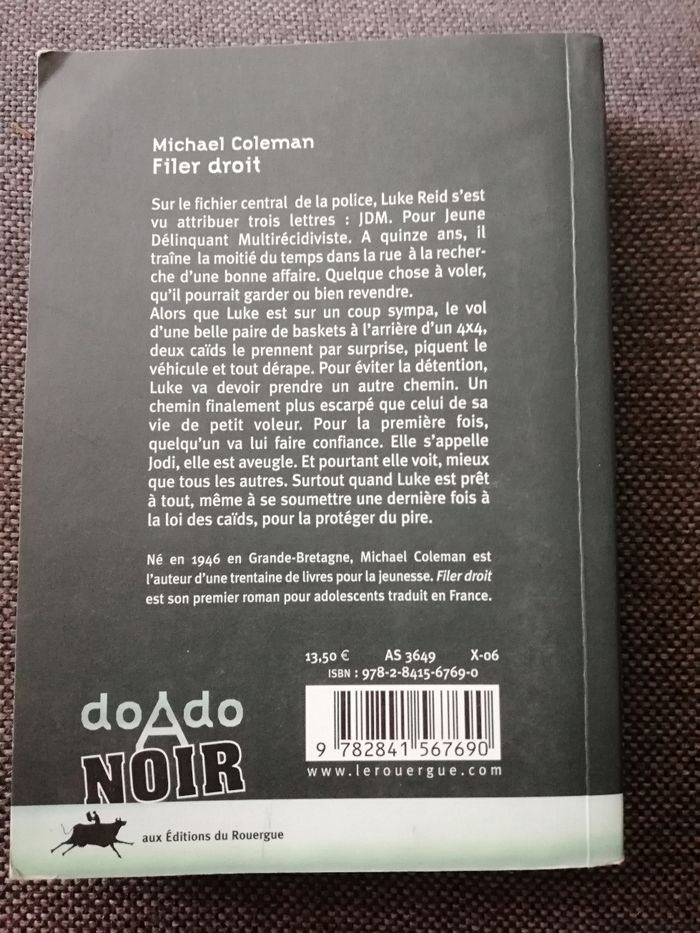 Michael Coleman
Filer droit
Sur le fichier central de la police, Luke Reid s'est
vu attribuer trois lettres : JDM. Pour Jeune
Délinquant Multirécidiviste. A quinze ans, il
traîne la moitié du temps dans la rue à la recher-
che d'une bonne affaire. Quelque chose à voler,
qu'il pourrait garder ou bien revendre.
Alors que Luke est sur un coup sympa, le vol
d'une belle paire de baskets à l'arrière d'un 4x4,
deux caïds le prennent par surprise, piquent le
véhicule et tout dérape. Pour éviter la détention,
Luke va devoir prendre un autre chemin. Un
chemin finalement plus escarpé que celui de sa
vie de petit voleur. Pour la première fois,
quelqu'un va lui faire confiance. Elle s'appelle
Jodi, elle est aveugle. Et pourtant elle voit, mieux
que tous les autres. Surtout quand Luke est prêt
à tout, même à se soumettre une dernière fois à
la loi des caïds, pour la protéger du pire.
Né en 1946 en Grande-Bretagne, Michael Coleman est
l'auteur d'une trentaine de livres pour la jeunesse. Filer droit
est son premier roman pour adolescents traduit en France.
13,50 € AS 3649 X-06
ISBN : 978-2-8415-6769-0
9 782841 567690
www.lerouergue.com
doAdo
NOIR
aux Éditions du Rouergue